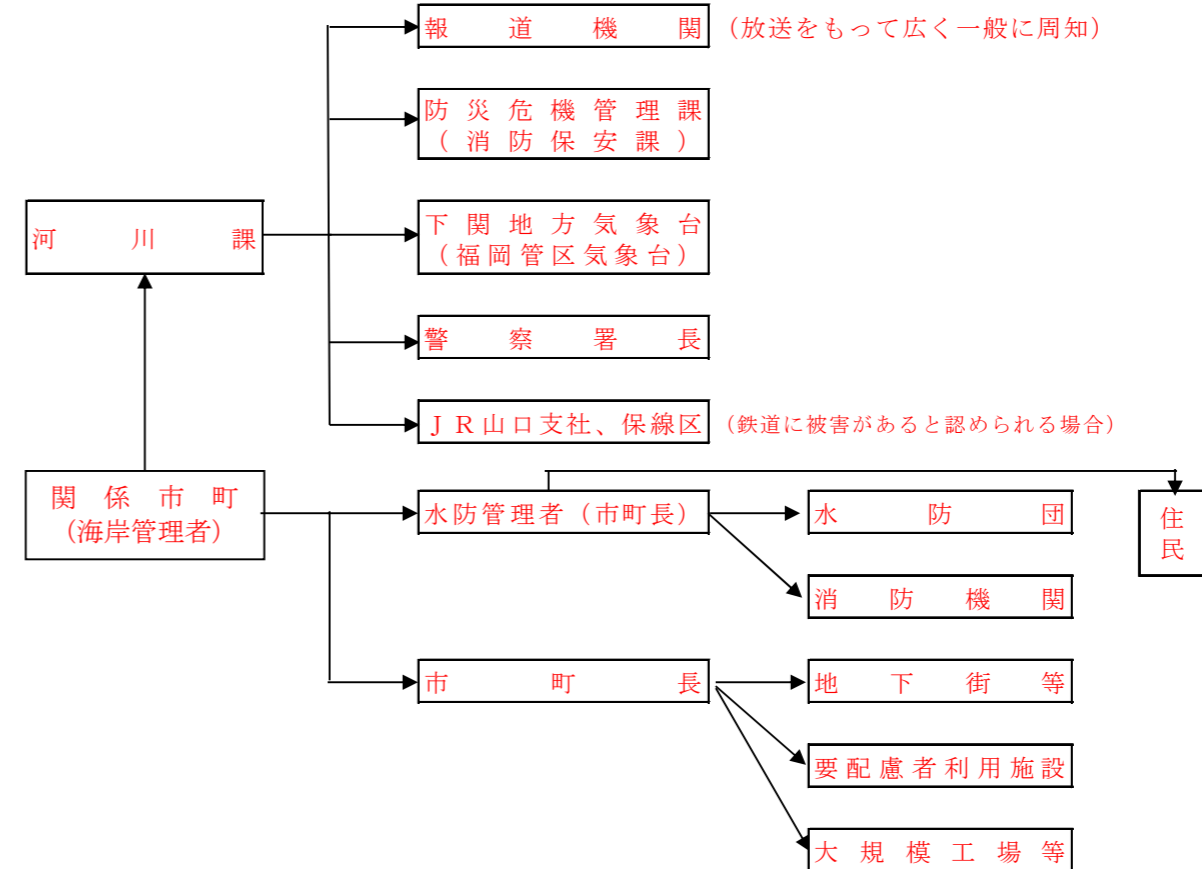 報道機関 (放送をもって広く一般に周知)
防災危機管理課
(消防保安課)
河川課
下関地方気象台
(福岡管区気象台)
警察署長
JR山口支社、保線区 (鉄道に被害があると認められる場合)
関係市町
(海岸管理者)
水防管理者(市町長)
水防団
住民
消防機関
市町長
地下街等
要配慮者利用施設
大規模工場等